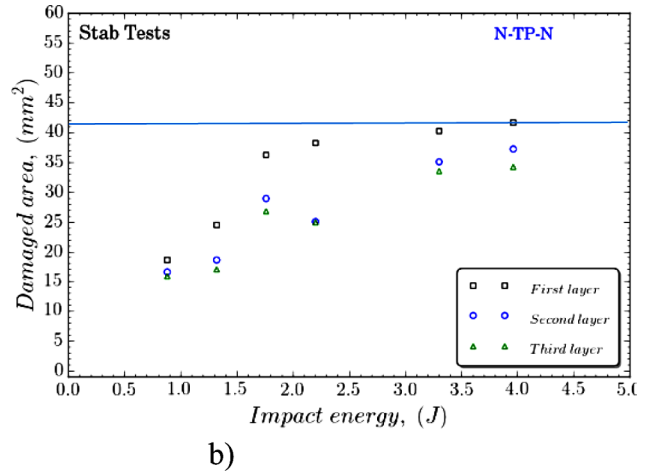 Stab Tests
N-TP-N
60
55
50
45
40
35
30
25
20
15
10
5
0
Damaged area, (mm²)
First layer
Second layer
Third layer
0.0 0.5 1.0 1.5 2.0 2.5 3.0 3.5 4.0 4.5 5.0
Impact energy, (J)
b)